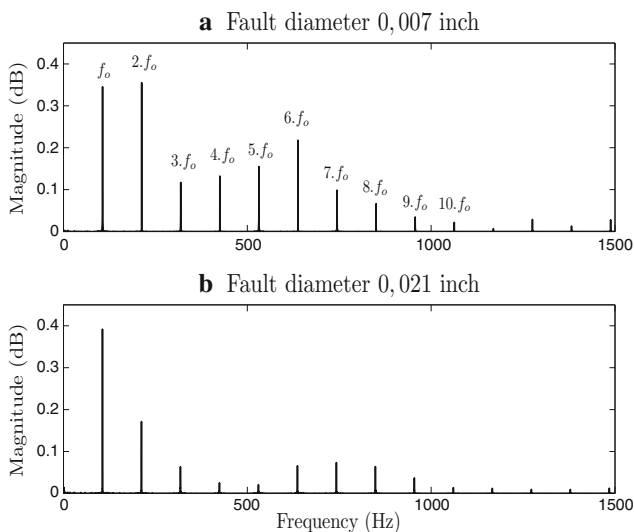 a Fault diameter 0,007 inch
Magnitude (dB)
0.4
0.3
0.2
0.1
0
f_o
2.f_o
3.f_o
4.f_o
5.f_o
6.f_o
7.f_o
8.f_o
9.f_o
10.f_o
0 500 1000 1500
b Fault diameter 0,021 inch
Magnitude (dB)
0.4
0.3
0.2
0.1
0
0 500 1000 1500
Frequency (Hz)